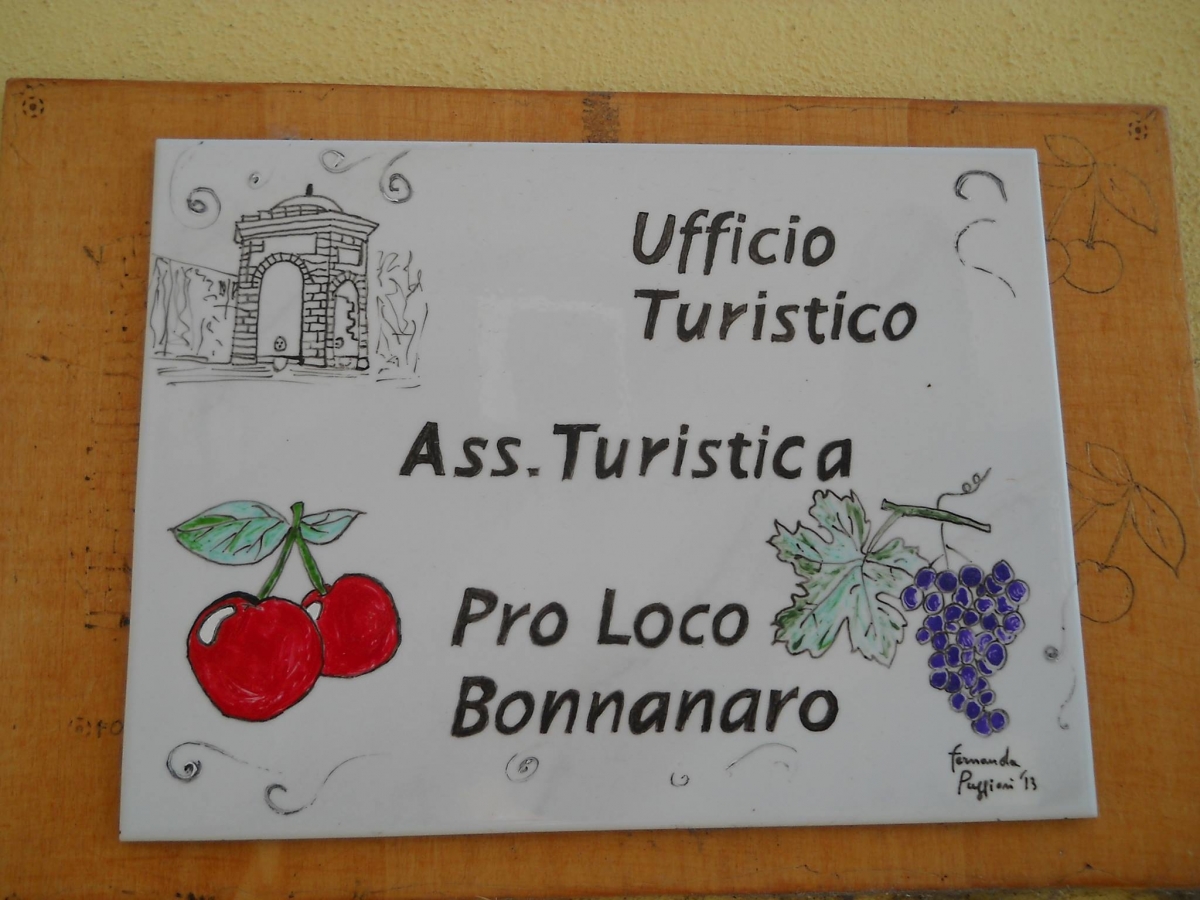 Ufficio
Turistico
Ass. Turistica
Pro Loco
Bonnanaro
Fernanda
Puggioni '13